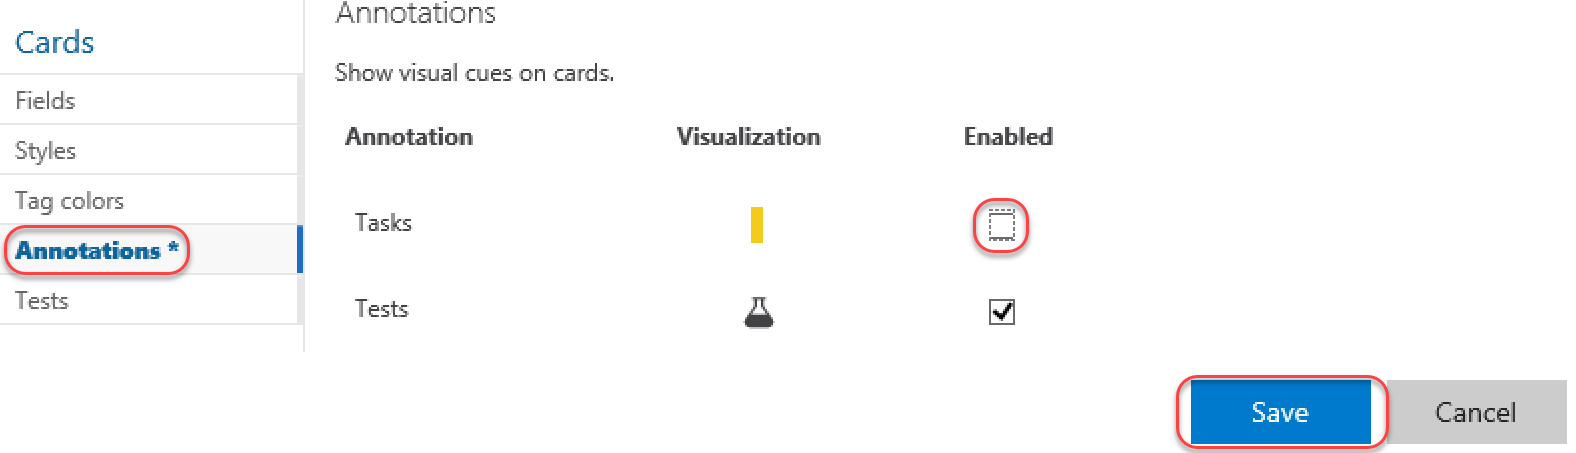 Cards
Fields
Styles
Tag colors
Annotations *
Tests
Annotations
Show visual cues on cards.
Annotation Visualization Enabled
Tasks
Tests
Save Cancel